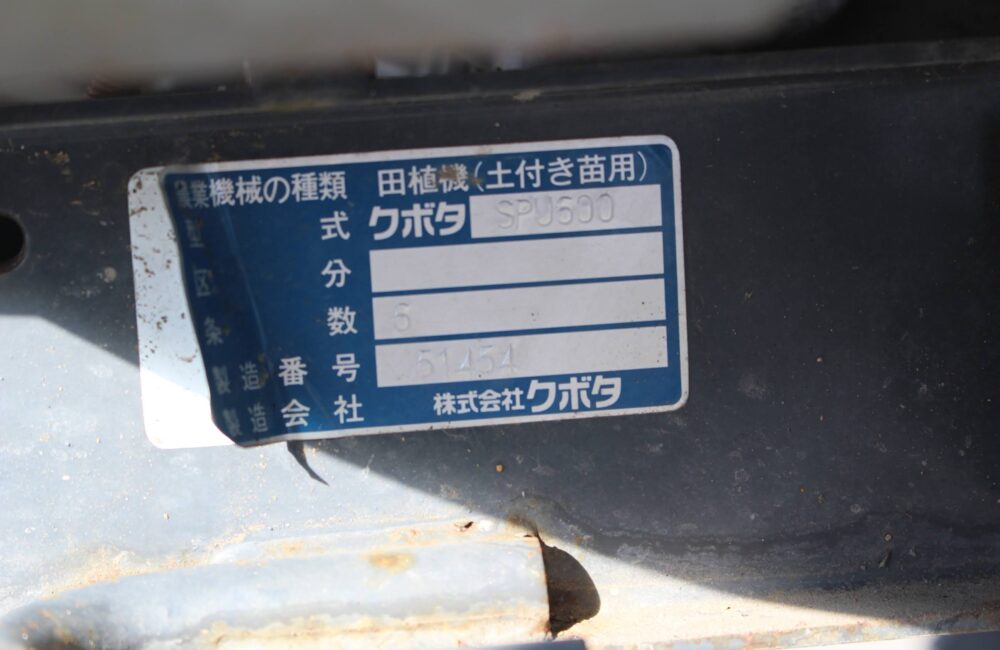 農業機械の種類 田植機(土付き苗用)
型式 クボタ SPU690
区分
条数 6
製造番号 51454
製造会社 株式会社クボタ